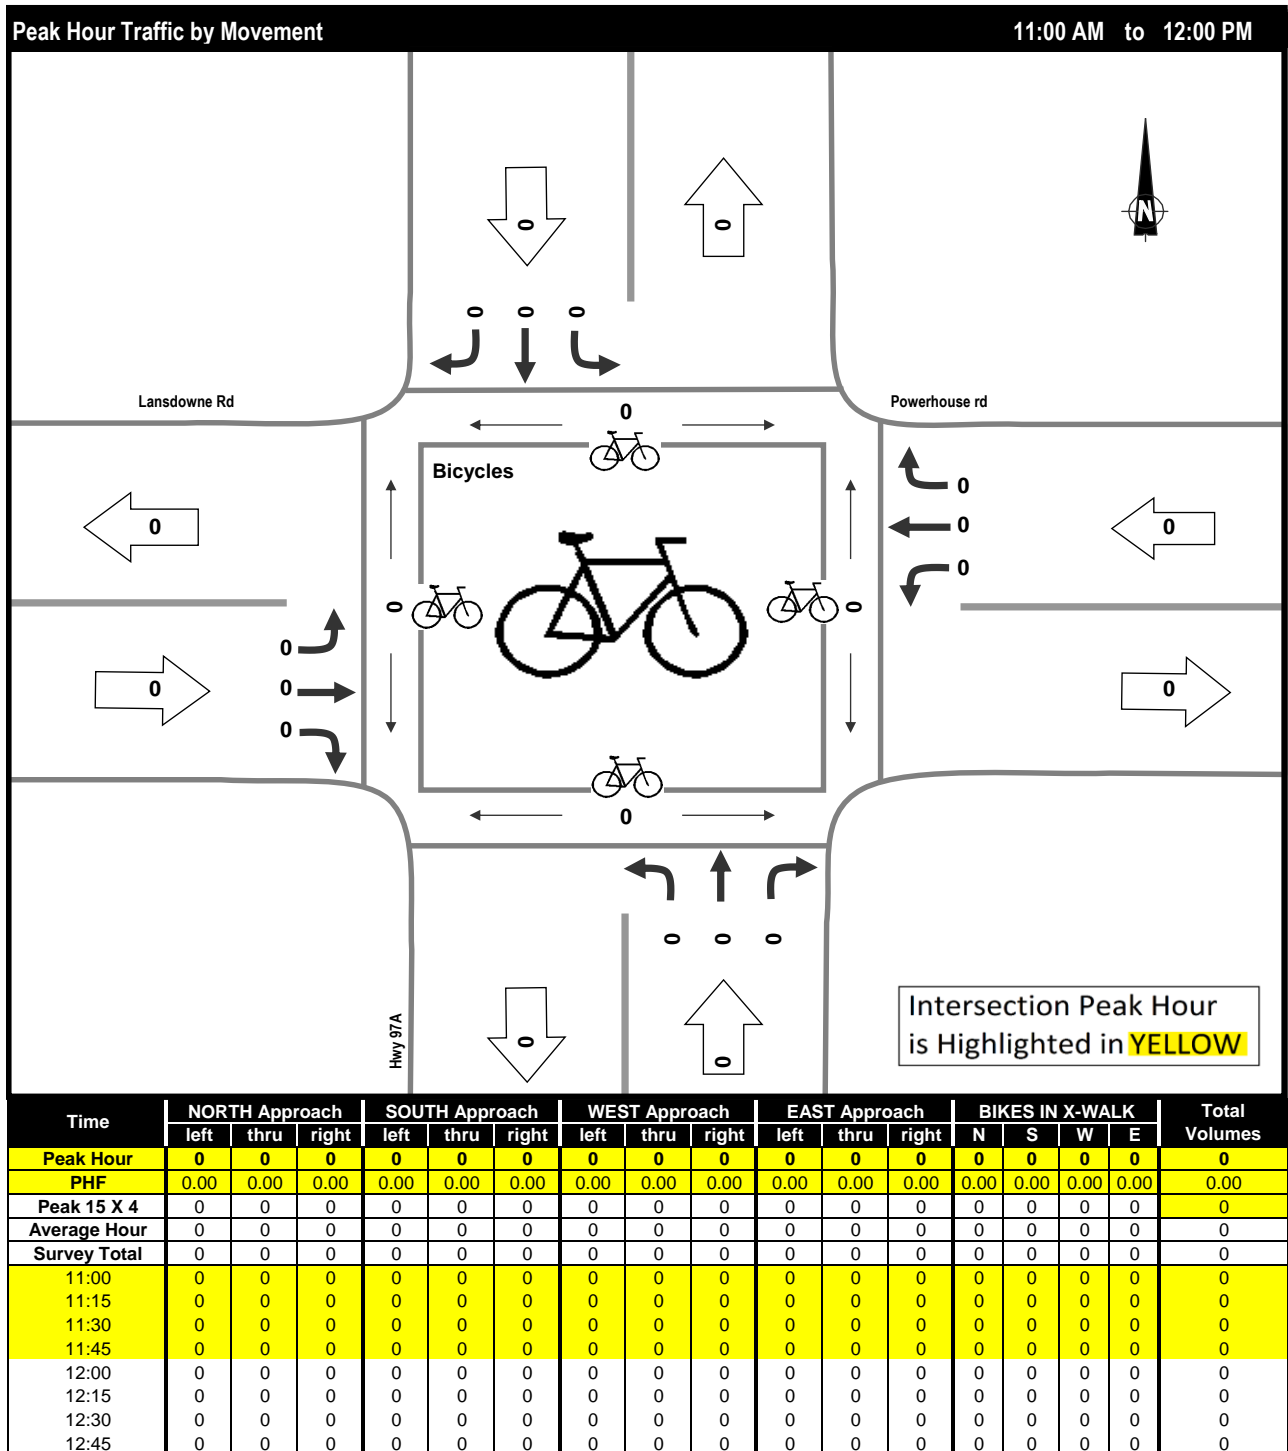 Peak Hour Traffic by Movement 11:00 AM to 12:00 PM
0 0
N
0 0 0
Lansdowne Rd Powerhouse rd
0
Bicycles
0
0 0 0
0
0 0
0
0
0 0 0
0
0
0 0 0
Hwy 97A
0 0
Intersection Peak Hour
is Highlighted in YELLOW
Time NORTH Approach SOUTH Approach WEST Approach EAST Approach BIKES IN X-WALK Total
left thru right left thru right left thru right left thru right N S W E Volumes
Peak Hour 0 0 0 0 0 0 0 0 0 0 0 0 0 0 0 0 0
PHF 0.00 0.00 0.00 0.00 0.00 0.00 0.00 0.00 0.00 0.00 0.00 0.00 0.00 0.00 0.00 0.00 0.00
Peak 15 X 4 0 0 0 0 0 0 0 0 0 0 0 0 0 0 0 0 0
Average Hour 0 0 0 0 0 0 0 0 0 0 0 0 0 0 0 0 0
Survey Total 0 0 0 0 0 0 0 0 0 0 0 0 0 0 0 0 0
11:00 0 0 0 0 0 0 0 0 0 0 0 0 0 0 0 0 0
11:15 0 0 0 0 0 0 0 0 0 0 0 0 0 0 0 0 0
11:30 0 0 0 0 0 0 0 0 0 0 0 0 0 0 0 0 0
11:45 0 0 0 0 0 0 0 0 0 0 0 0 0 0 0 0 0
12:00 0 0 0 0 0 0 0 0 0 0 0 0 0 0 0 0 0
12:15 0 0 0 0 0 0 0 0 0 0 0 0 0 0 0 0 0
12:30 0 0 0 0 0 0 0 0 0 0 0 0 0 0 0 0 0
12:45 0 0 0 0 0 0 0 0 0 0 0 0 0 0 0 0 0